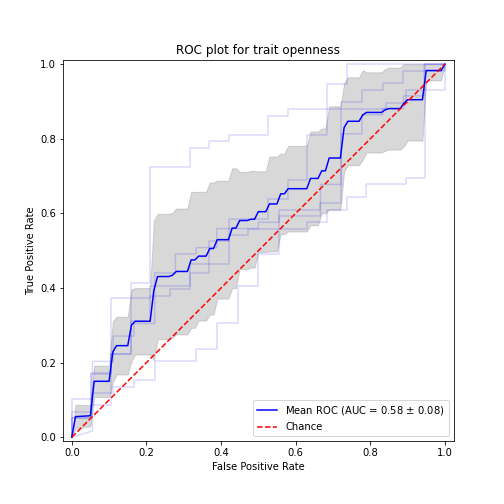 ROC plot for trait openness
1.0
0.8
0.6
0.4
0.2
0.0
True Positive Rate
Mean ROC (AUC = 0.58 ± 0.08)
Chance
0.0 0.2 0.4 0.6 0.8 1.0
False Positive Rate